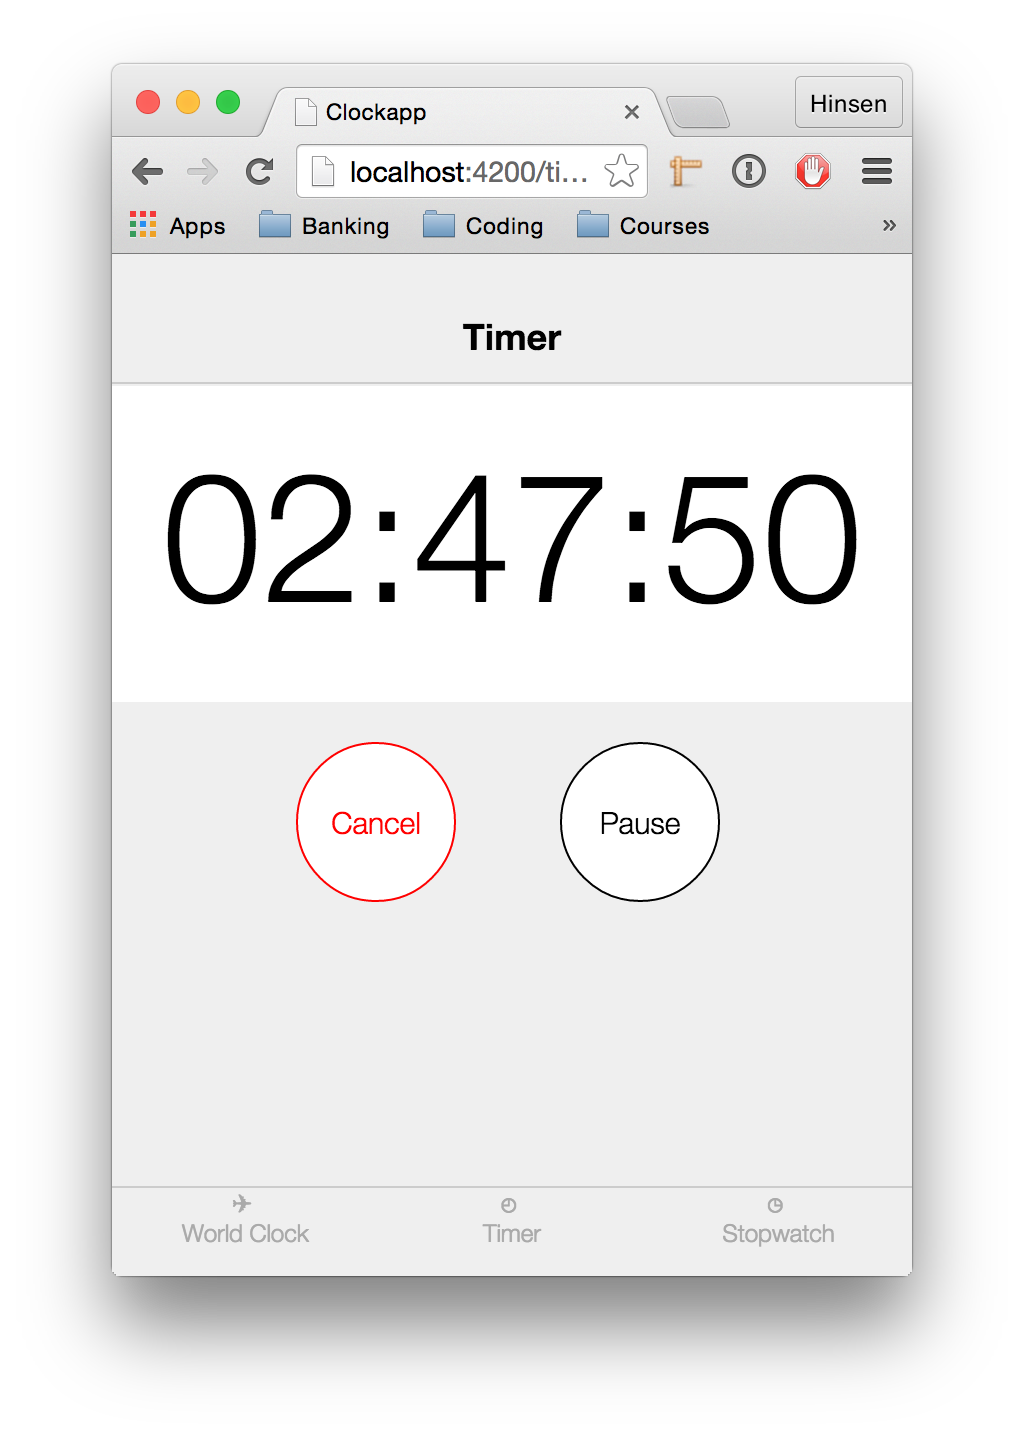 Clockapp
Hinsen
localhost:4200/ti...
Apps Banking Coding Courses »
Timer
02:47:50
Cancel Pause
World Clock Timer Stopwatch